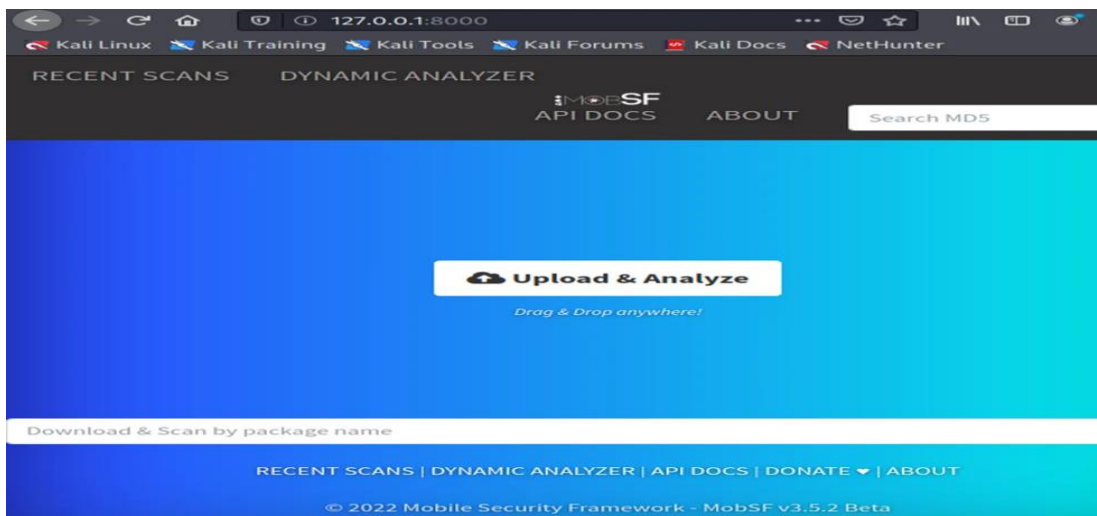 127.0.0.1:8000
Kali Linux Kali Training Kali Tools Kali Forums Kali Docs NetHunter
RECENT SCANS DYNAMIC ANALYZER
MOBSF
API DOCS ABOUT Search MD5
Upload & Analyze
Drag & Drop anywhere!
Download & Scan by package name
RECENT SCANS | DYNAMIC ANALYZER | API DOCS | DONATE ♥ | ABOUT
© 2022 Mobile Security Framework - MobSF v3.5.2 Beta